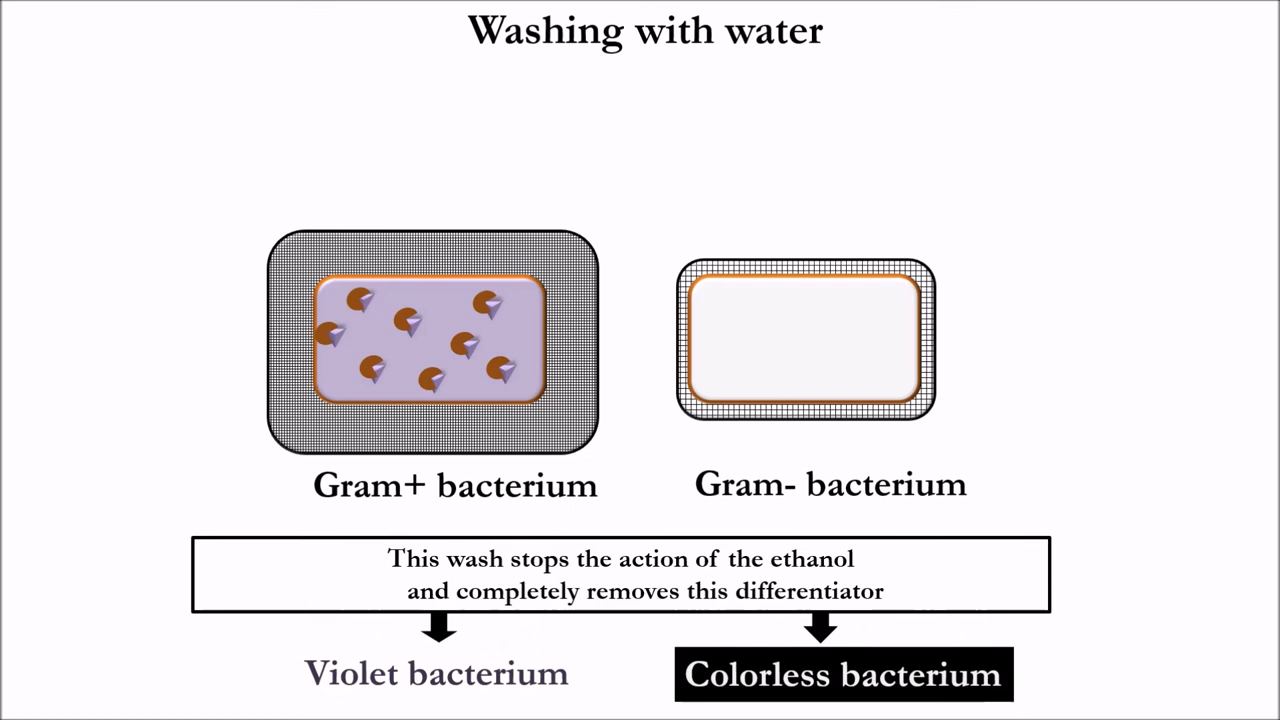 Washing with water
Gram+ bacterium
Gram- bacterium
This wash stops the action of the ethanol
and completely removes this differentiator
Violet bacterium
Colorless bacterium